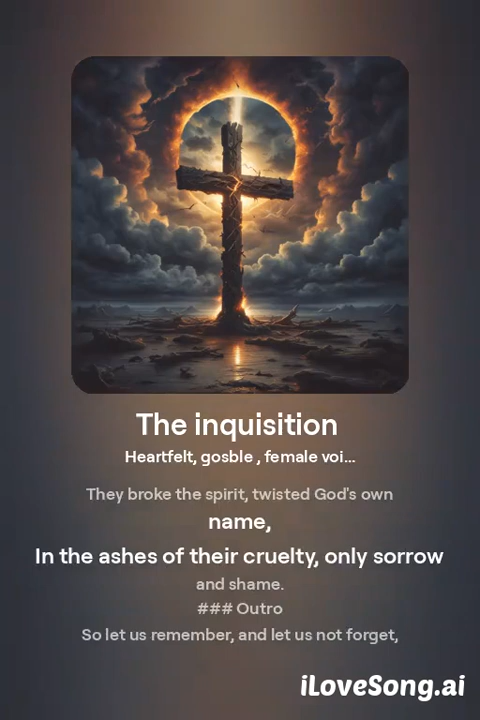 The inquisition
Heartfelt, gosble , female voi...
They broke the spirit, twisted God's own
name,
In the ashes of their cruelty, only sorrow
and shame.
### Outro
So let us remember, and let us not forget,
iLoveSong.ai